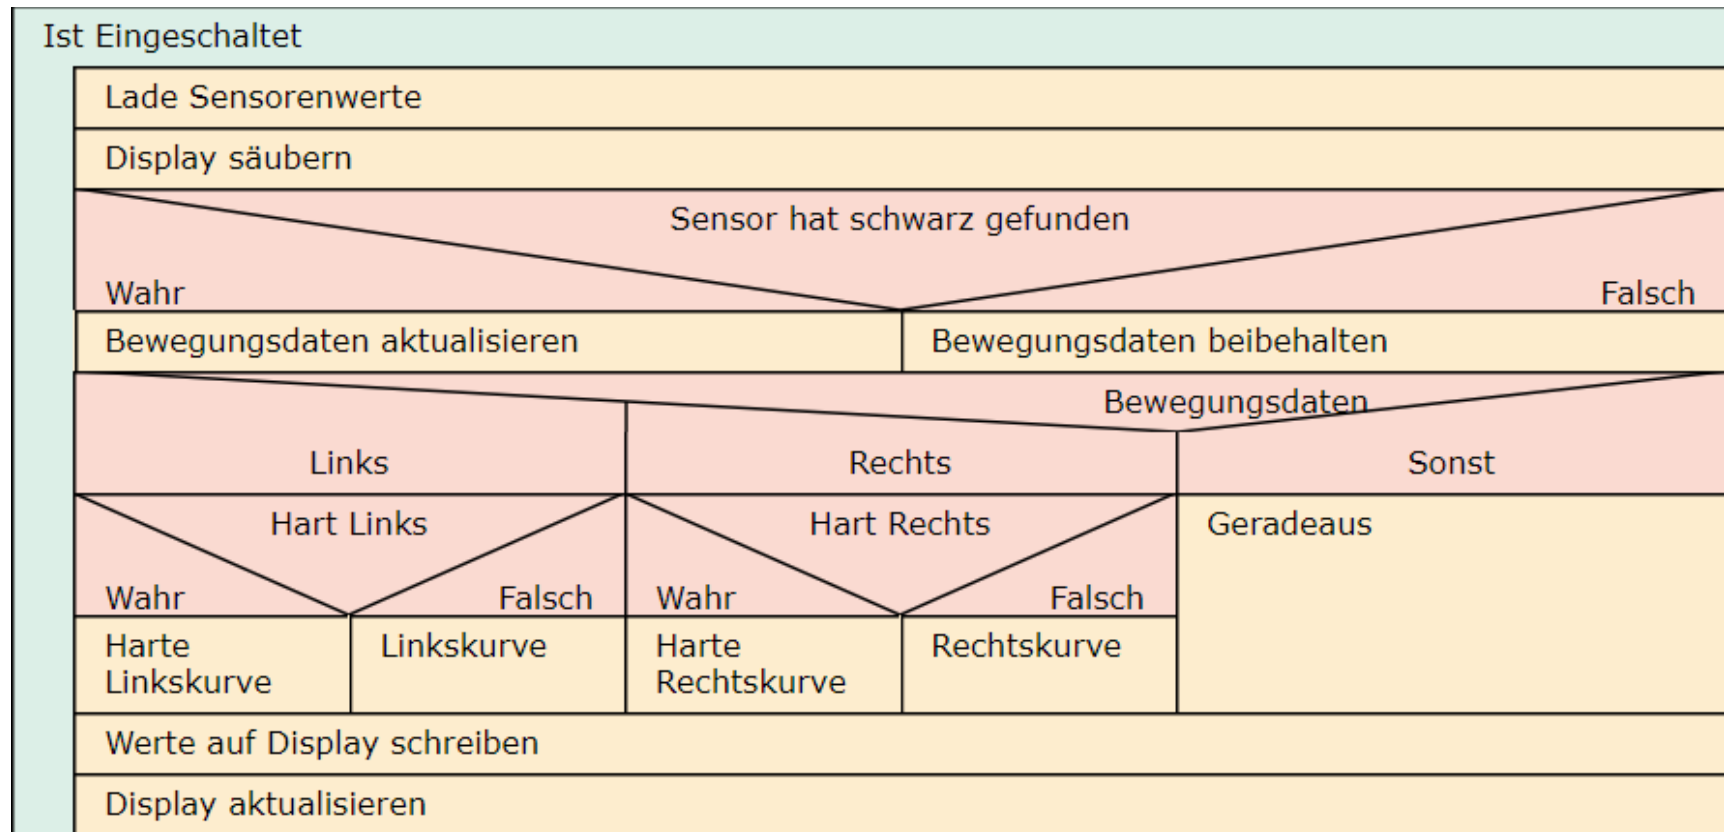 Ist Eingeschaltet
Lade Sensorenwerte
Display säubern
Sensor hat schwarz gefunden
Wahr
Falsch
Bewegungsdaten aktualisieren
Bewegungsdaten beibehalten
Bewegungsdaten
Links
Rechts
Sonst
Hart Links
Hart Rechts
Geradeaus
Wahr
Falsch
Wahr
Falsch
Harte
Linkskurve
Linkskurve
Harte
Rechtskurve
Rechtskurve
Werte auf Display schreiben
Display aktualisieren